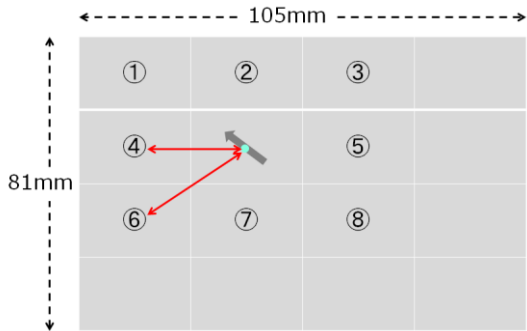 105mm
① ② ③
④ ⑤
81mm
⑥ ⑦ ⑧